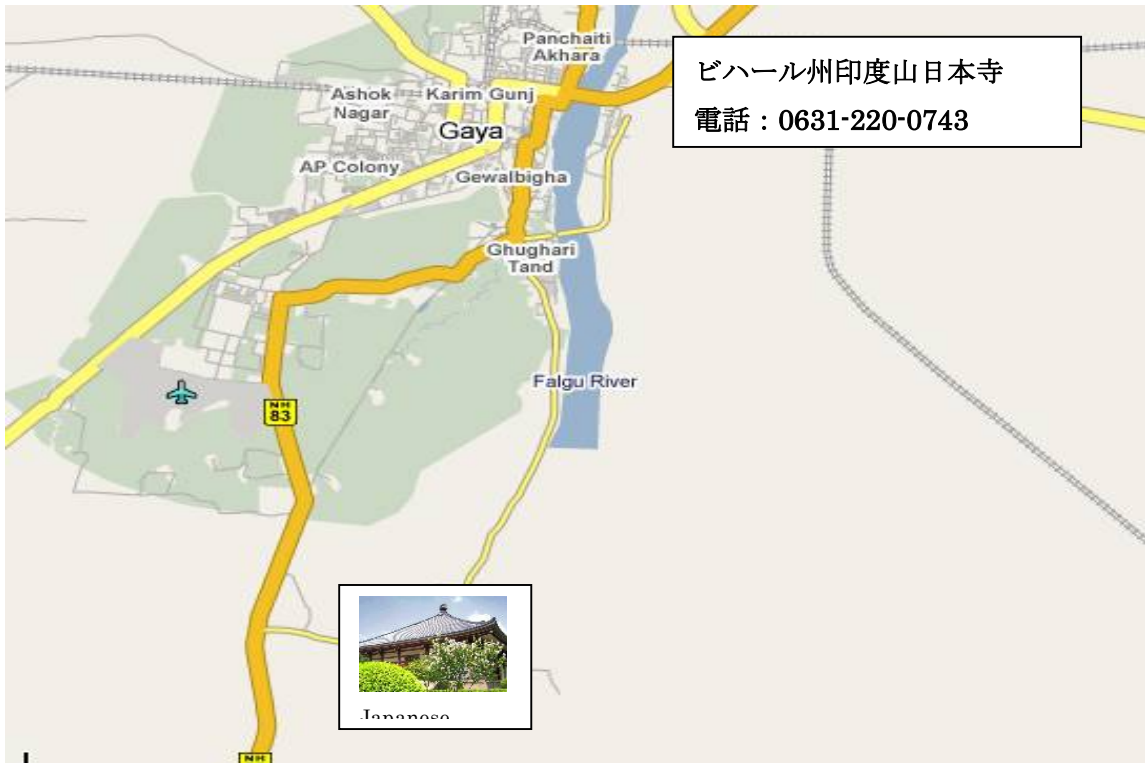 Panchaiti
Akhara
ビハール州印度山日本寺
電話：0631-220-0743
Ashok
Nagar
Karim Gunj
Gaya
AP Colony
Gewalbigha
Ghughari
Tand
Falgu River
NH
83
Japanese
NH